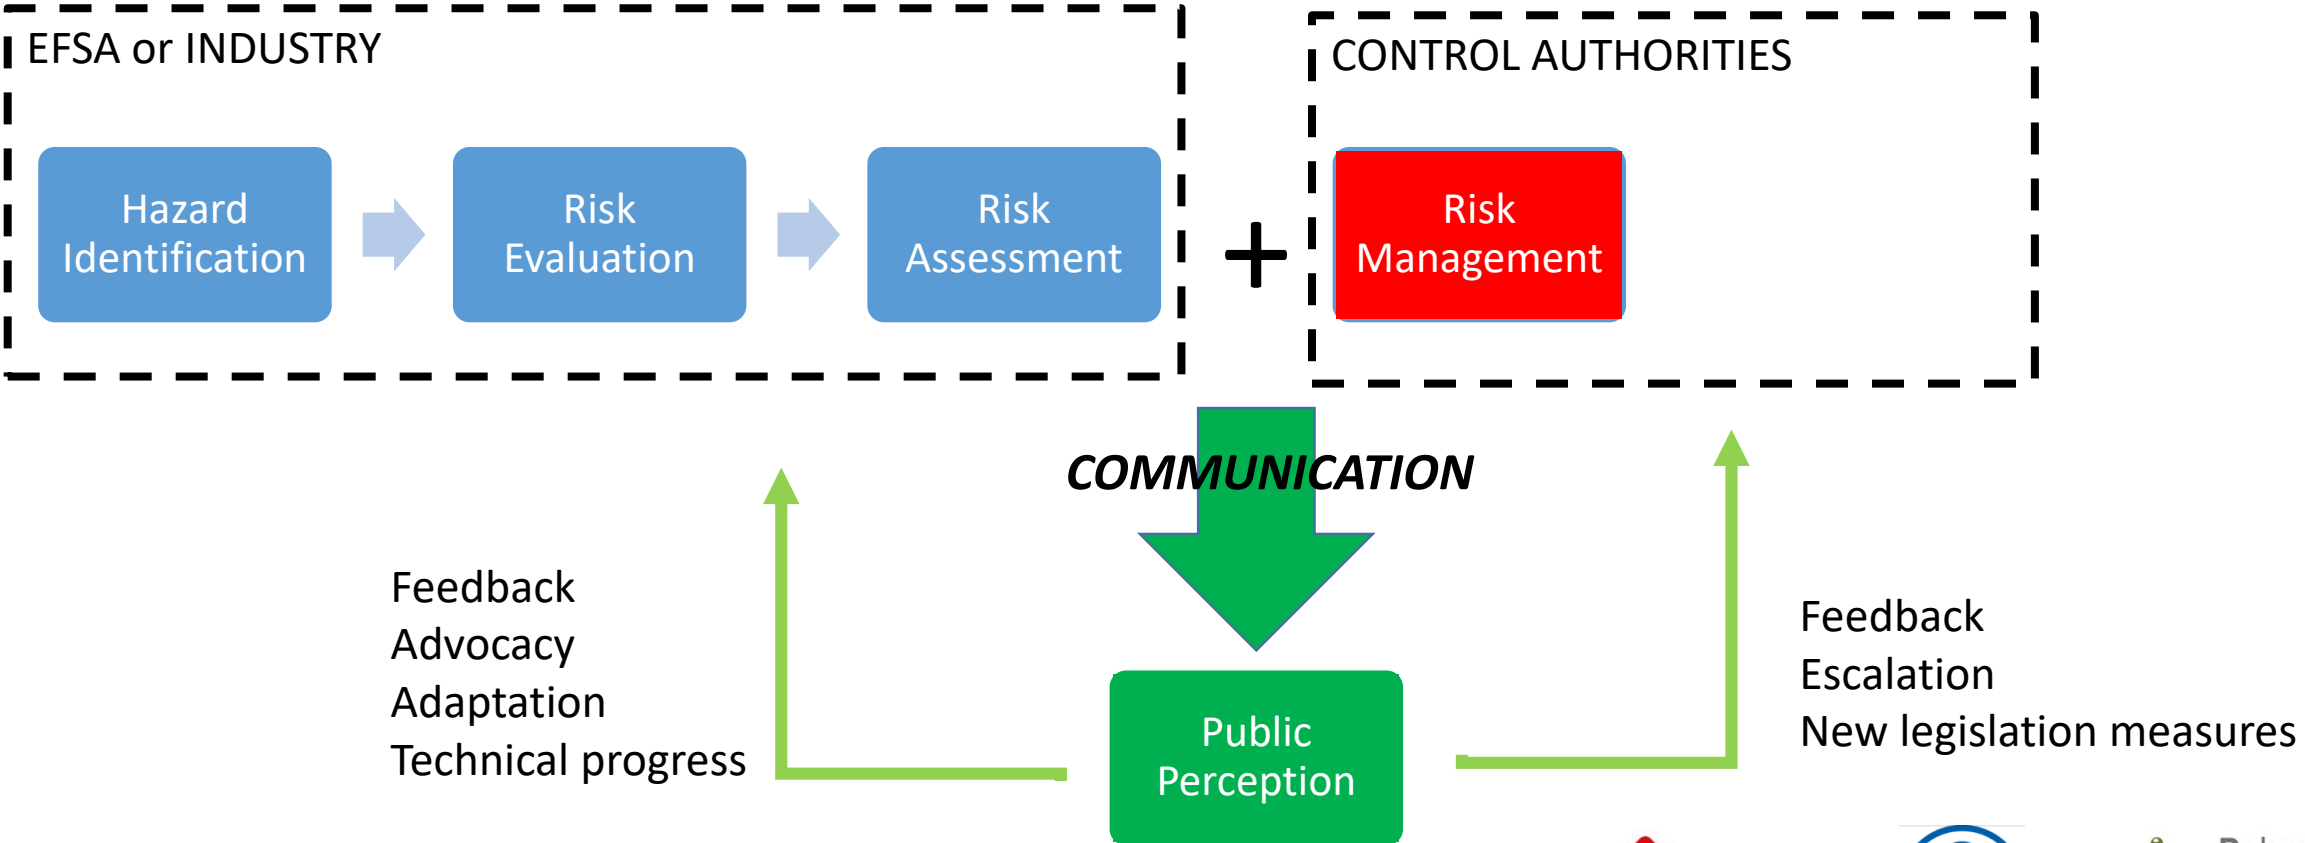 EFSA or INDUSTRY
CONTROL AUTHORITIES
Hazard
Identification
Risk
Evaluation
Risk
Assessment
+
Risk
Management
COMMUNICATION
Feedback
Advocacy
Adaptation
Technical progress
Public
Perception
Feedback
Escalation
New legislation measures